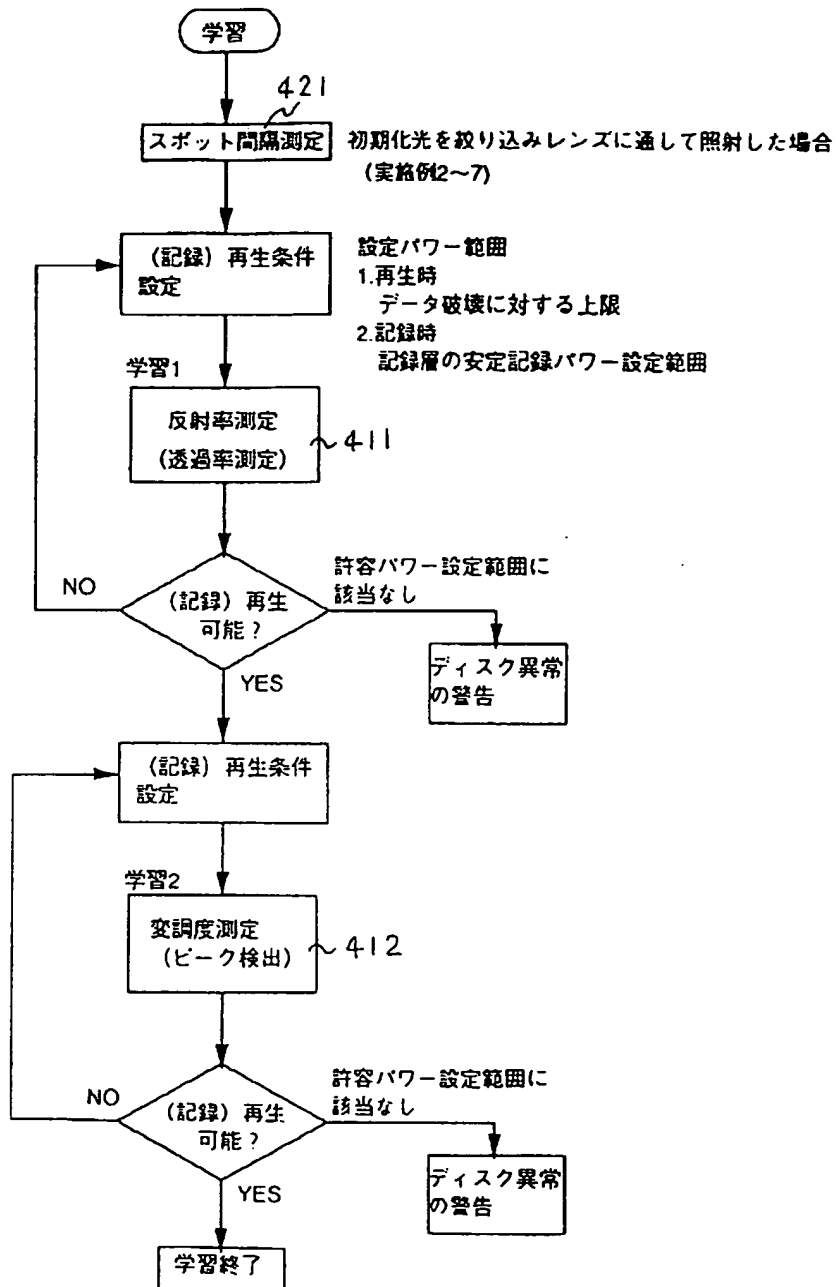 学習
421
スポット間隔測定
初期化光を絞り込みレンズに通して照射した場合
(実施例2～7)
(記録) 再生条件
設定
設定パワー範囲
1.再生時
データ破壊に対する上限
2.記録時
記録層の安定記録パワー設定範囲
学習1
反射率測定
(透過率測定)
411
NO
(記録) 再生
可能?
許容パワー設定範囲に
該当なし
ディスク異常
の警告
YES
(記録) 再生条件
設定
学習2
変調度測定
(ピーク検出)
412
NO
(記録) 再生
可能?
許容パワー設定範囲に
該当なし
ディスク異常
の警告
YES
学習終了